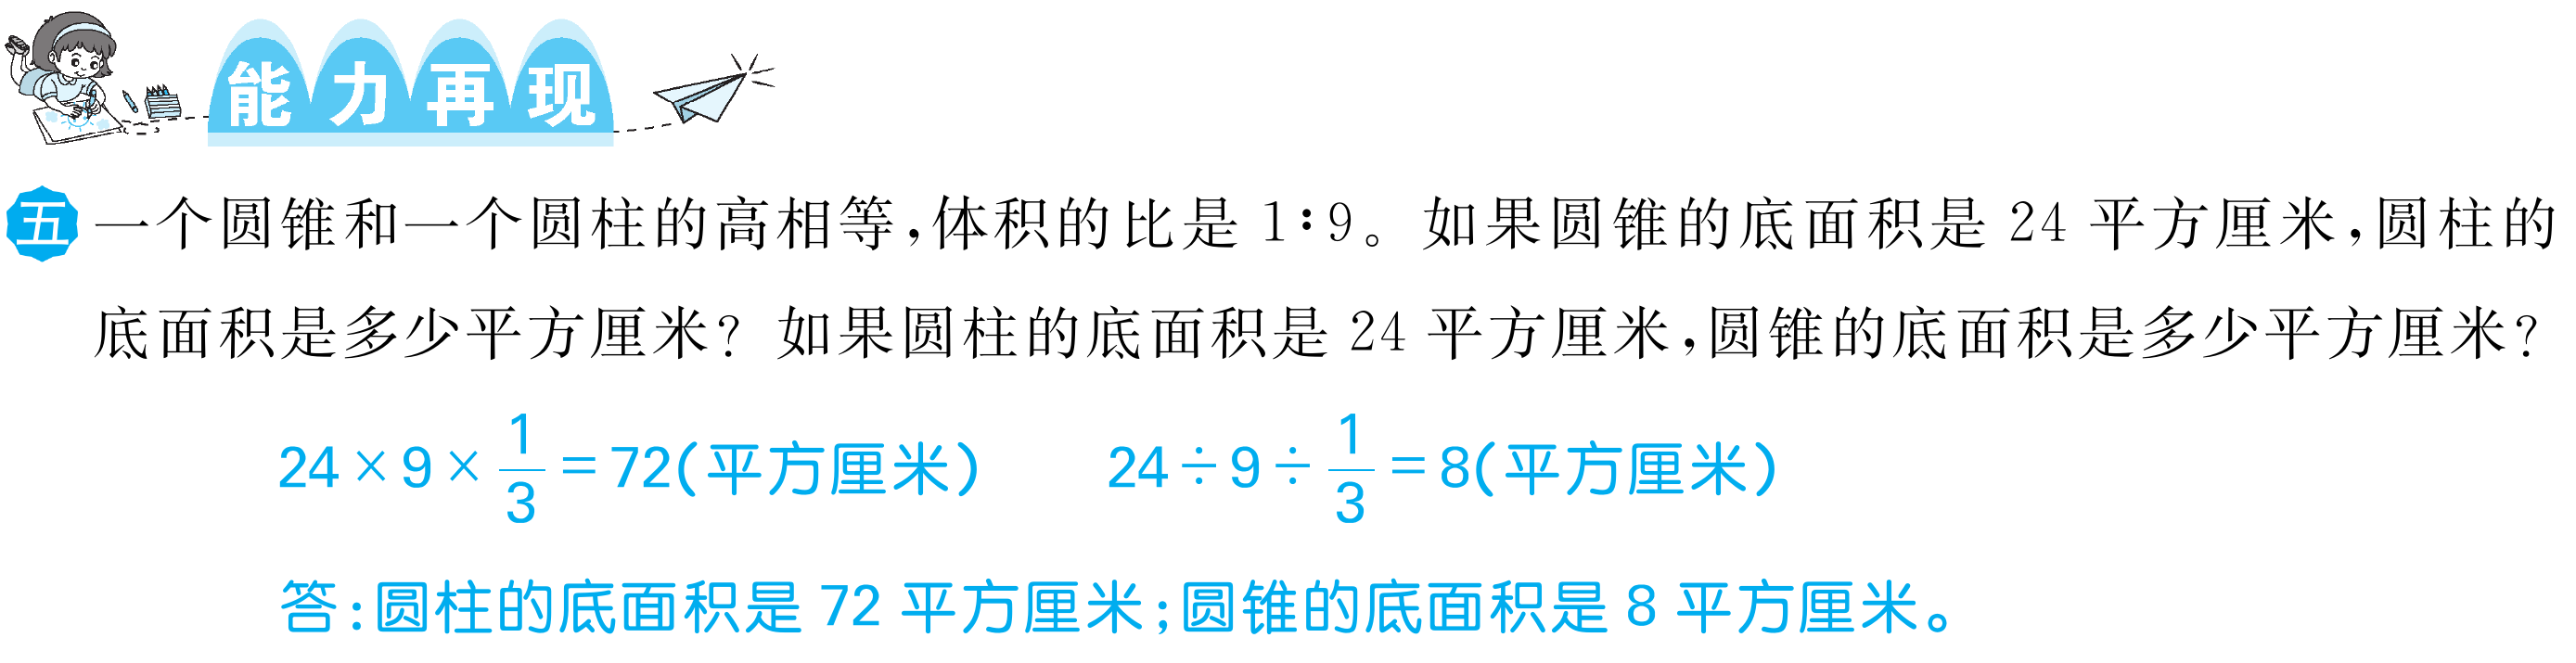 能力再现
五 一个圆锥和一个圆柱的高相等,体积的比是 1∶9。如果圆锥的底面积是 24 平方厘米,圆柱的
底面积是多少平方厘米? 如果圆柱的底面积是 24 平方厘米,圆锥的底面积是多少平方厘米?
24 × 9 × 1/3 = 72(平方厘米) 24 ÷ 9 ÷ 1/3 = 8(平方厘米)
答:圆柱的底面积是 72 平方厘米;圆锥的底面积是 8 平方厘米。